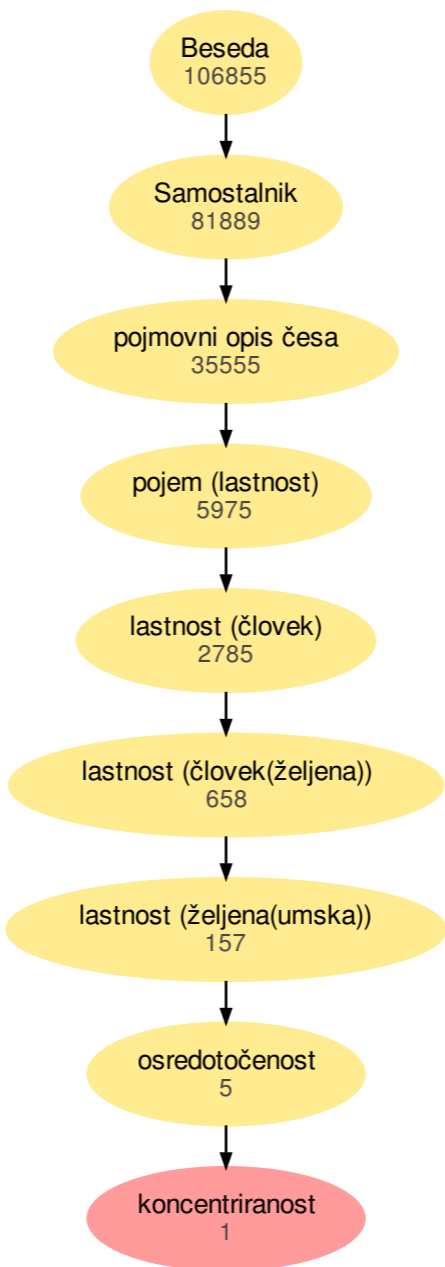 Beseda
106855
Samostalnik
81889
pojmovni opis česa
35555
pojem (lastnost)
5975
lastnost (človek)
2785
lastnost (človek(željena))
658
lastnost (željena(umska))
157
osredotočenost
5
koncentriranost
1